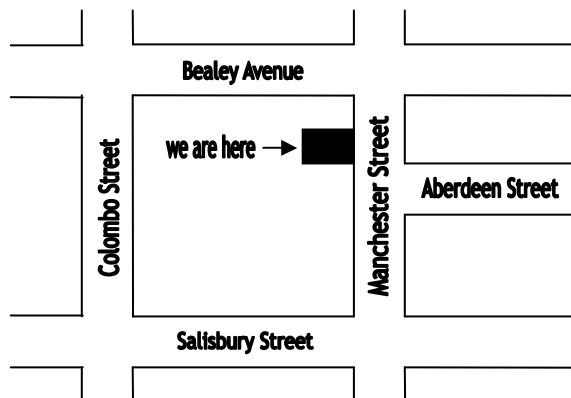 Bealey Avenue
we are here
Colombo Street
Manchester Street
Aberdeen Street
Salisbury Street